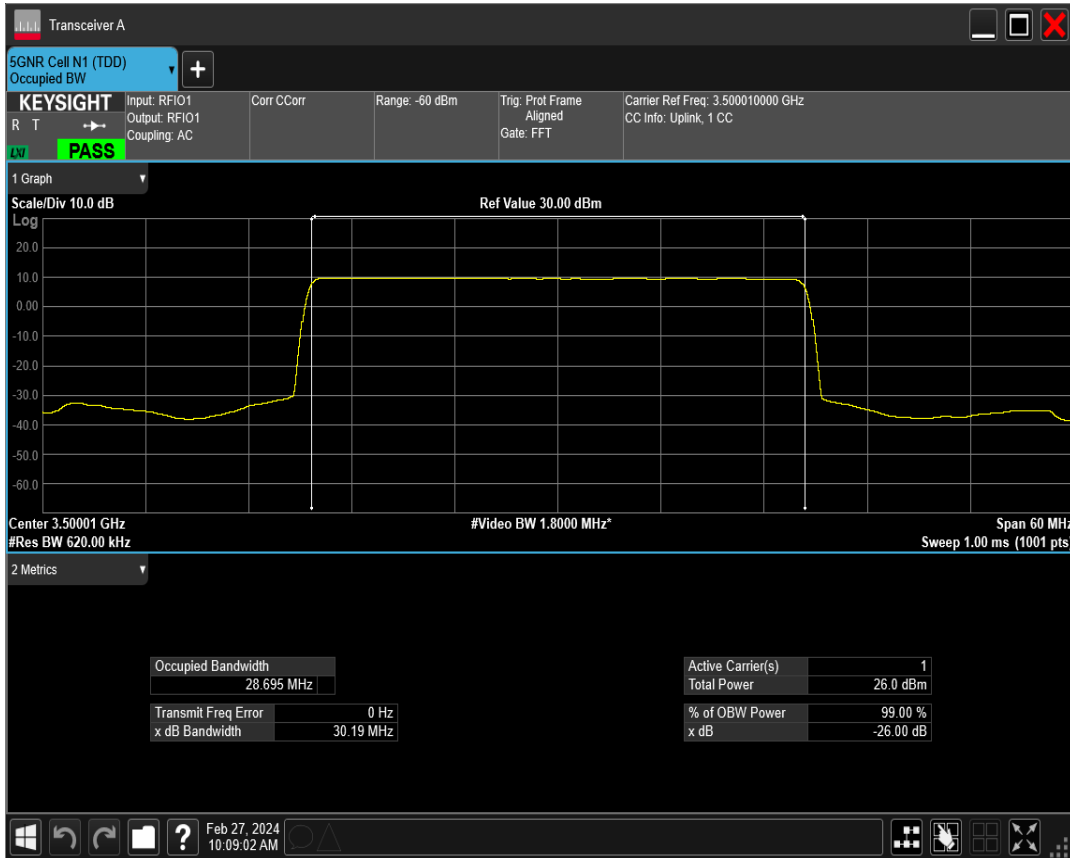 Transceiver A
5GNR Cell N1 (TDD)
Occupied BW
+
KEYSIGHT
R T
LXI
PASS
Input: RFIO1
Output: RFIO1
Coupling: AC
Corr CCorr
Range: -60 dBm
Trig: Prot Frame
Aligned
Gate: FFT
Carrier Ref Freq: 3.500010000 GHz
CC Info: Uplink, 1 CC
1 Graph
Scale/Div 10.0 dB
Ref Value 30.00 dBm
Log
20.0
10.0
0.00
-10.0
-20.0
-30.0
-40.0
-50.0
-60.0
Center 3.50001 GHz
#Video BW 1.8000 MHz*
Span 60 MHz
#Res BW 620.00 kHz
Sweep 1.00 ms (1001 pts)
2 Metrics
Occupied Bandwidth
28.695 MHz
Transmit Freq Error 0 Hz
x dB Bandwidth 30.19 MHz
Active Carrier(s) 1
Total Power 26.0 dBm
% of OBW Power 99.00 %
x dB -26.00 dB
?
Feb 27, 2024
10:09:02 AM